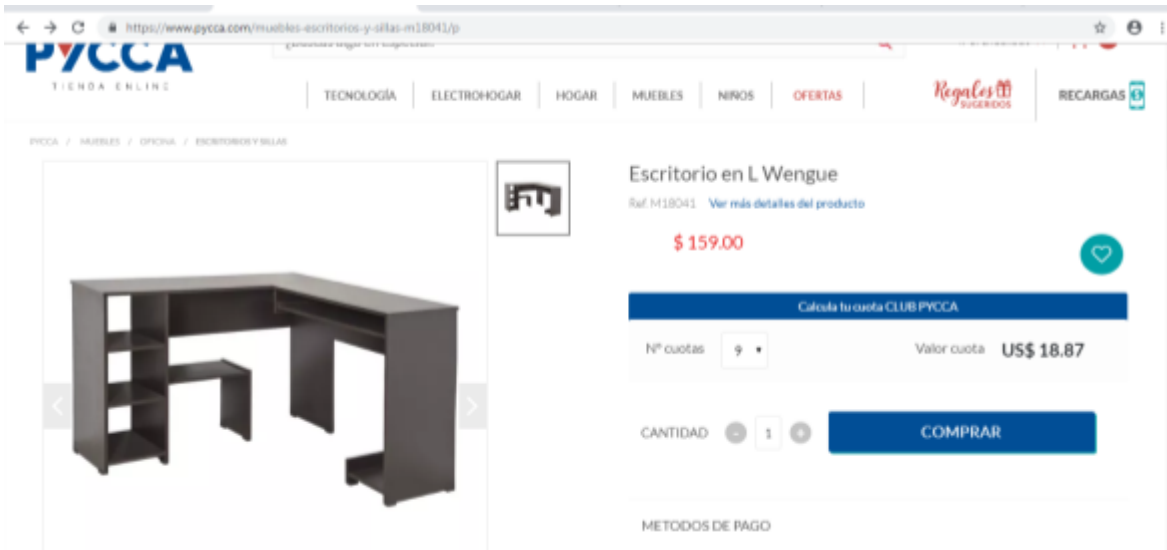 https://www.pycca.com/muebles-escritorios-y-sillas-m18041/p
PYCCA
TIENDA ENLINE
TECNOLOGÍA
ELECTROHOGAR
HOGAR
MUEBLES
NIÑOS
OFERTAS
Regalos
SUGERIDOS
RECARGAS
PYCCA / MUEBLES / OFICINA / ESCRITORIOS Y SILLAS
Escritorio en L Wengue
Ref. M18041 Ver más detalles del producto
$ 159.00
Calcula tu cuota CLUB PYCCA
Nº cuotas 9 Valor cuota US$ 18.87
CANTIDAD - 1 + COMPRAR
METODOS DE PAGO